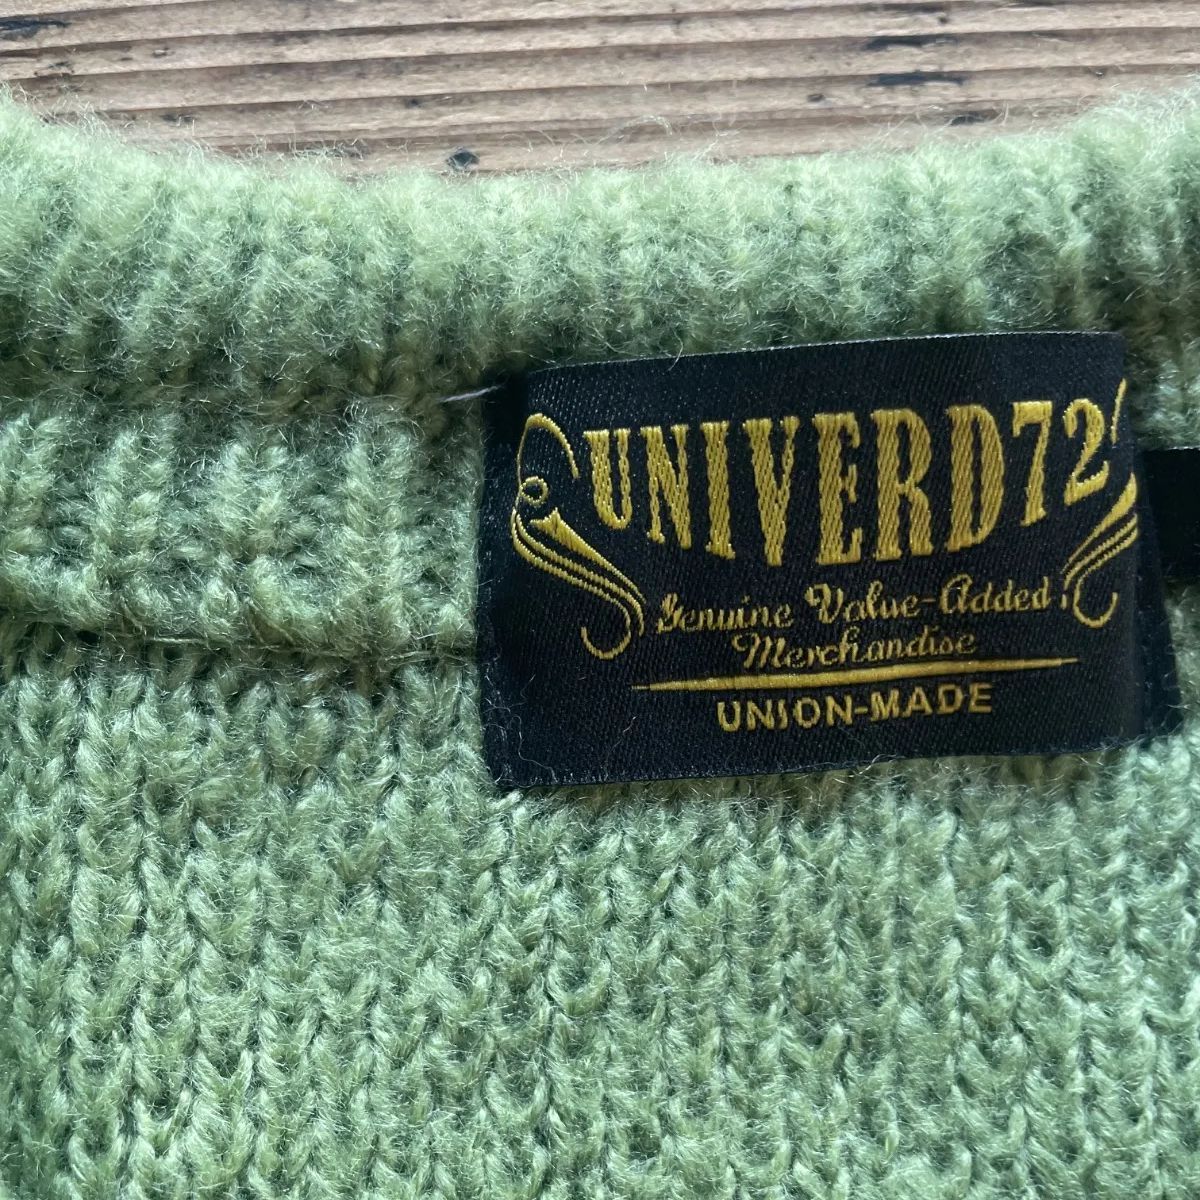 UNIVERD72
Genuine Value-Added
Merchandise
UNION-MADE